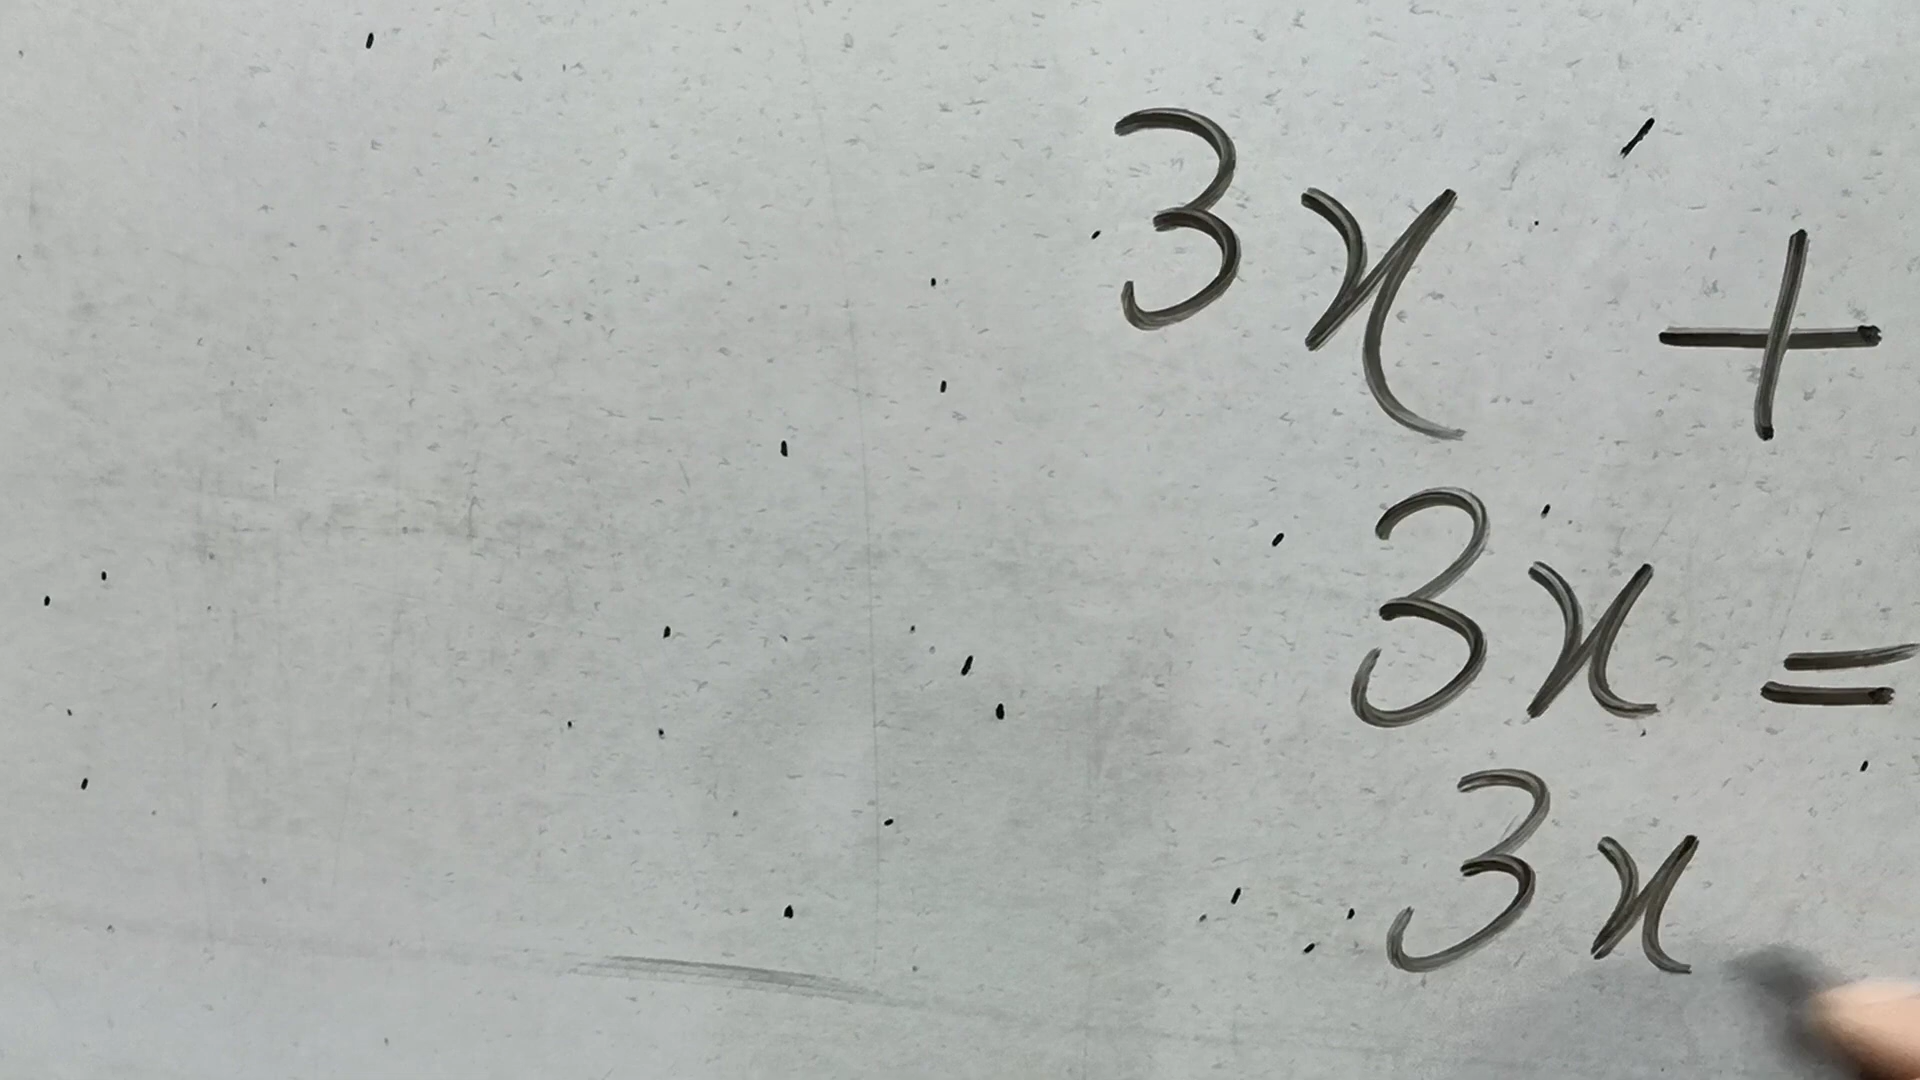 3x +
3x =
3x